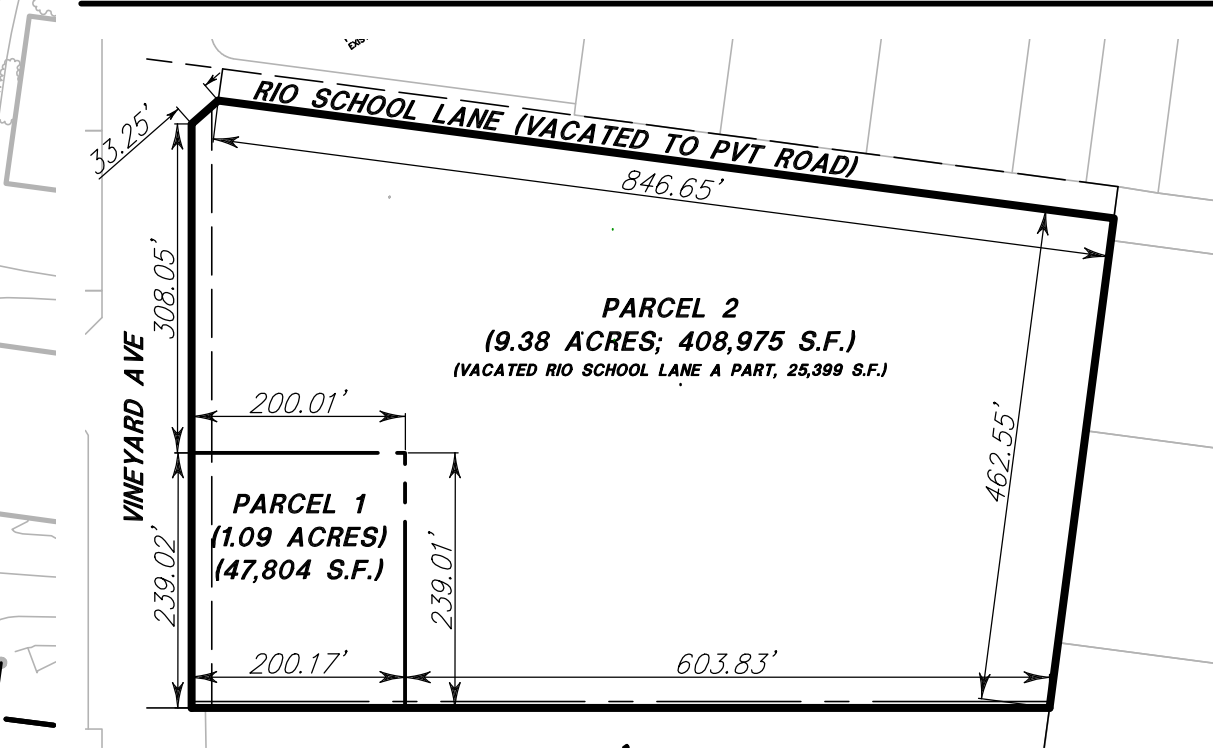 RIO SCHOOL LANE (VACATED TO PVT ROAD)
33.25'
846.65'
308.05'
PARCEL 2
(9.38 ACRES; 408,975 S.F.)
(VACATED RIO SCHOOL LANE A PART, 25,399 S.F.)
VINEYARD AVE
200.01'
462.55'
PARCEL 1
(1.09 ACRES)
(47,804 S.F.)
239.02'
239.01'
200.17'
603.83'